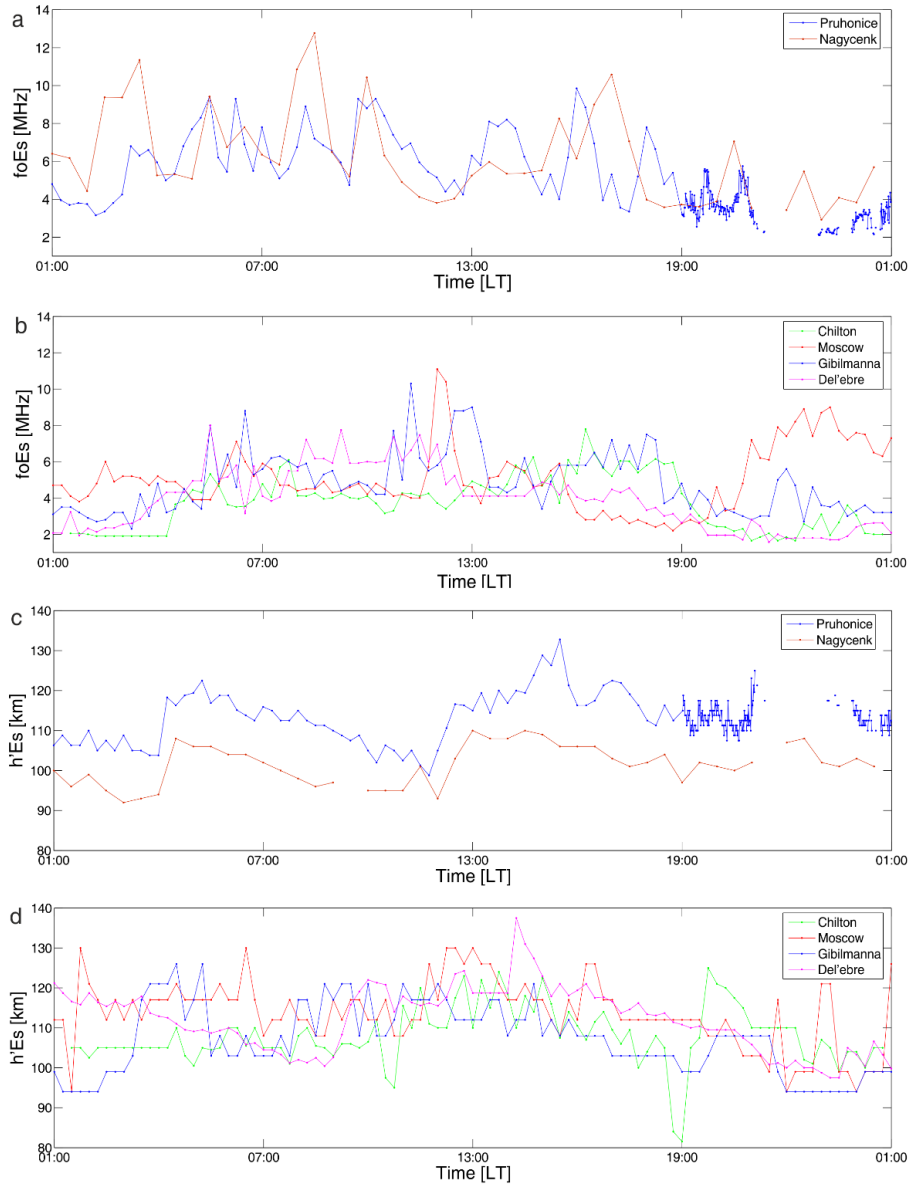 a
14
12
10
8
6
4
2
foEs [MHz]
Pruhonice
Nagycenk
01:00 07:00 13:00 19:00 01:00
Time [LT]
b
14
12
10
8
6
4
2
foEs [MHz]
Chilton
Moscow
Gibilmanna
Del'ebre
01:00 07:00 13:00 19:00 01:00
Time [LT]
c
140
130
120
110
100
90
80
h'Es [km]
Pruhonice
Nagycenk
01:00 07:00 13:00 19:00 01:00
Time [LT]
d
140
130
120
110
100
90
80
h'Es [km]
Chilton
Moscow
Gibilmanna
Del'ebre
01:00 07:00 13:00 19:00 01:00
Time [LT]